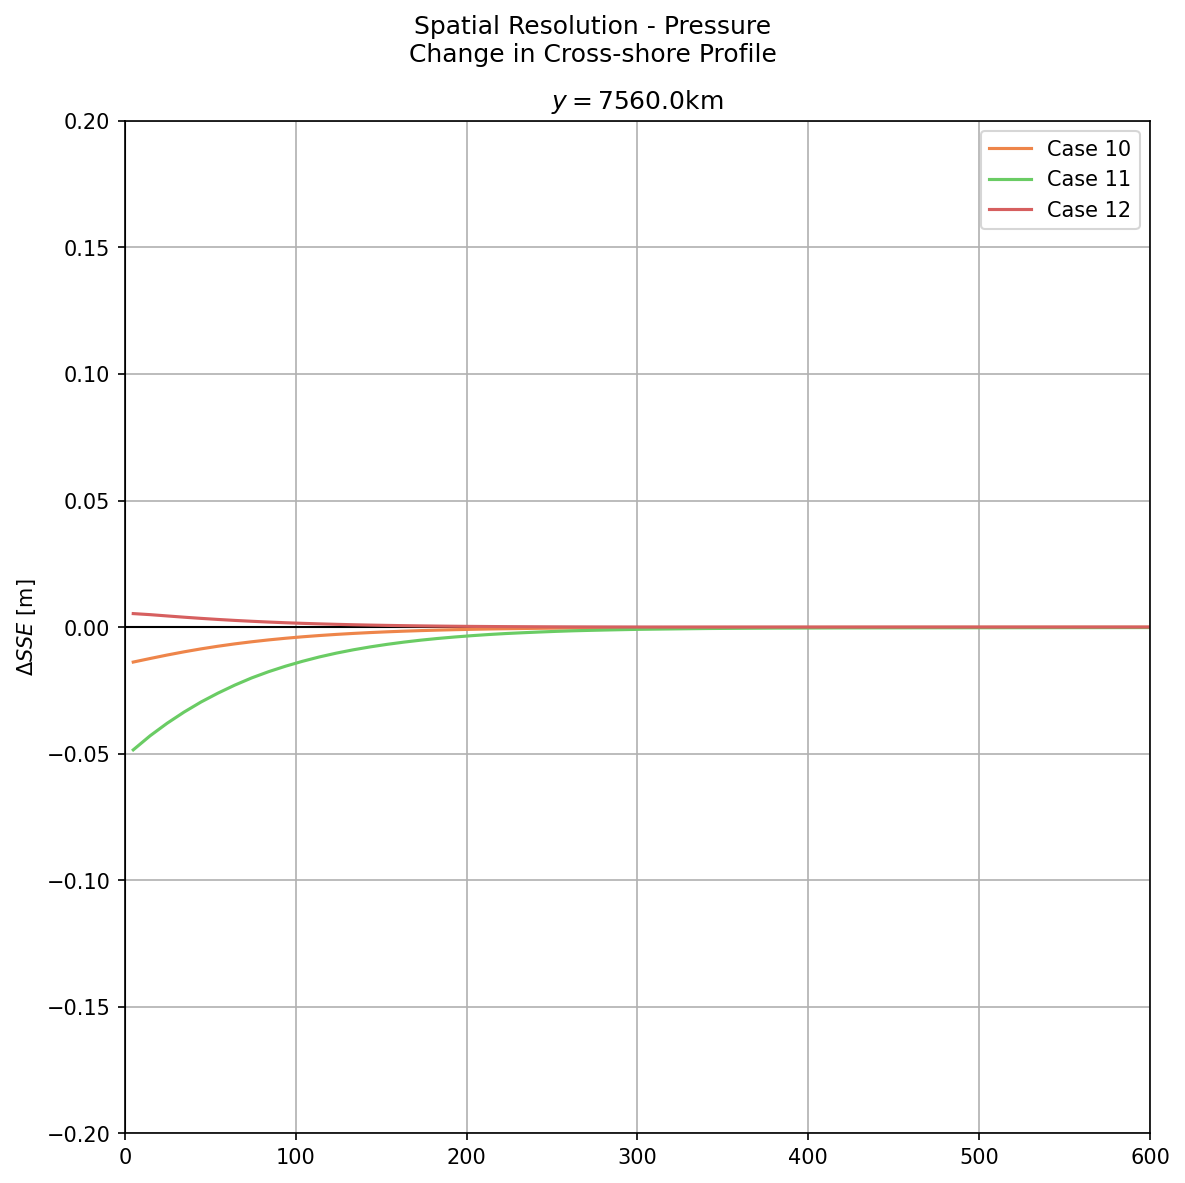 Spatial Resolution - Pressure
Change in Cross-shore Profile
y = 7560.0km
0.20
0.15
0.10
0.05
0.00
−0.05
−0.10
−0.15
−0.20
ΔSSE [m]
Case 10
Case 11
Case 12
0 100 200 300 400 500 600